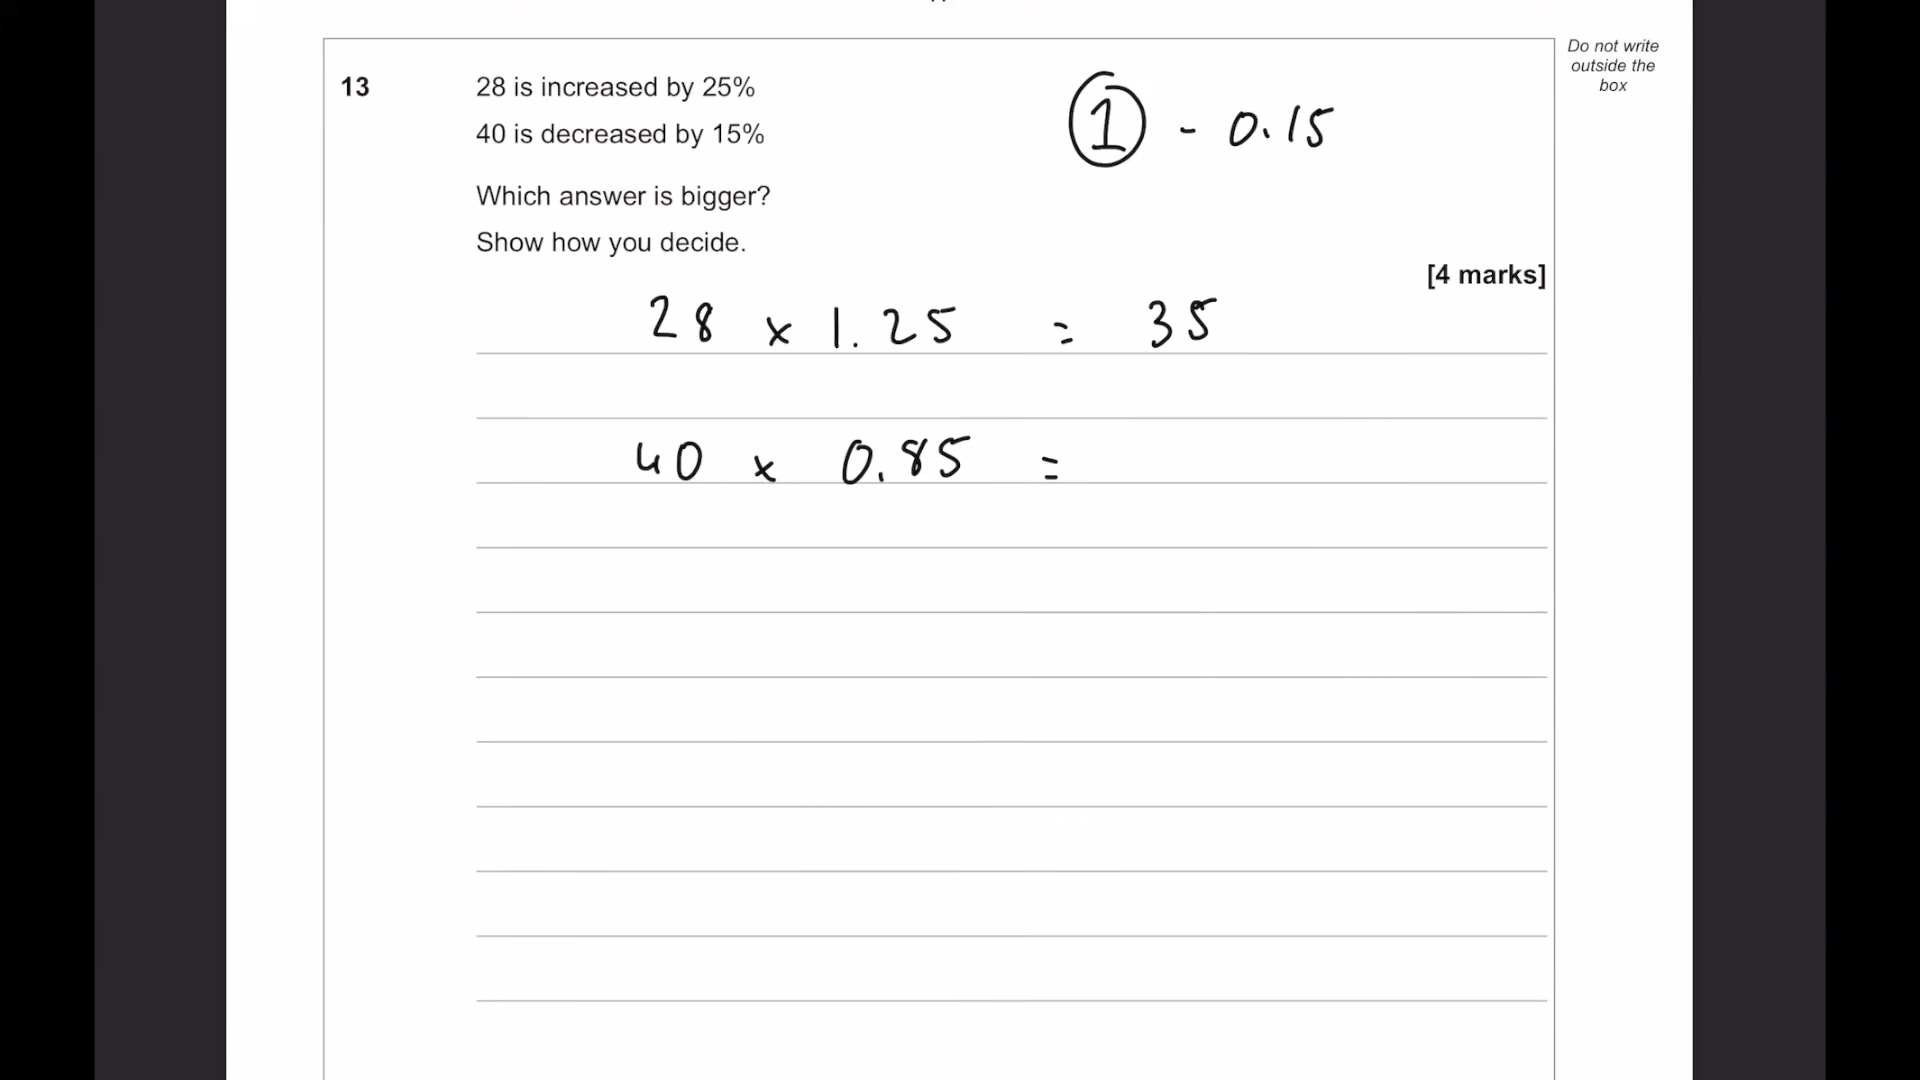 Do not write
outside the
box
13 28 is increased by 25%
40 is decreased by 15%
1 - 0.15
Which answer is bigger?
Show how you decide.
[4 marks]
28 x 1.25 = 35
40 x 0.85 =